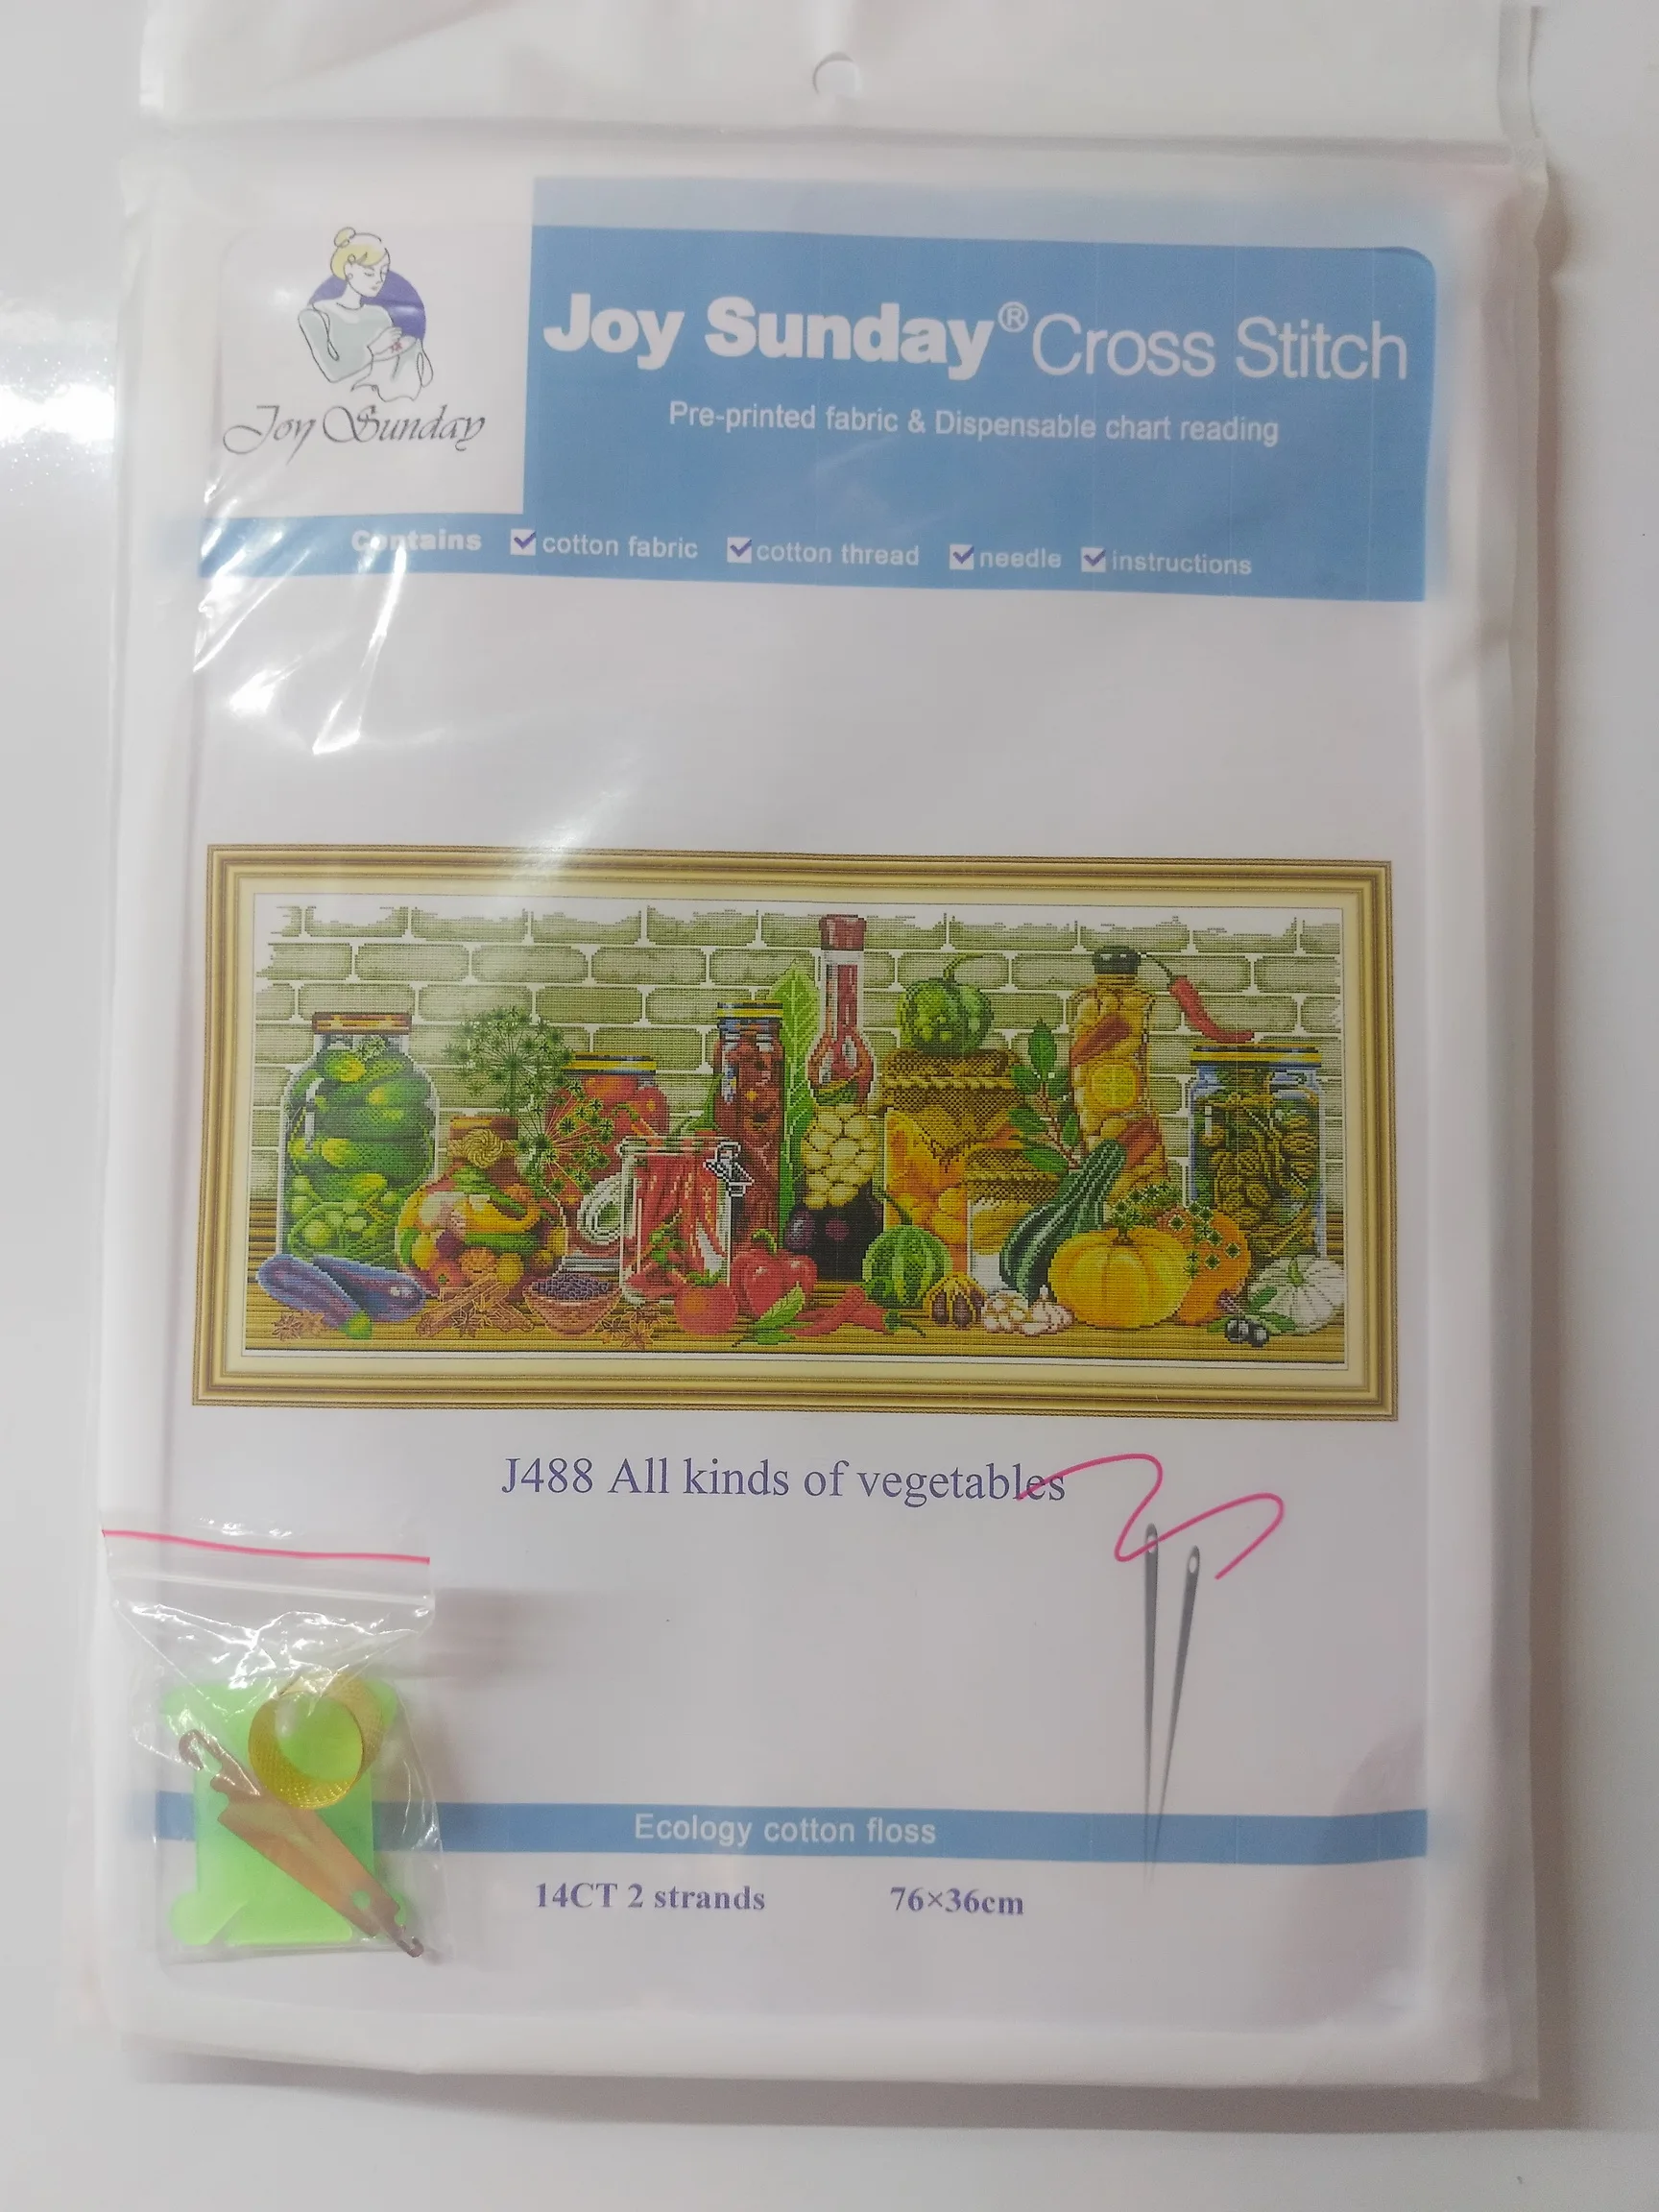 Joy Sunday
Joy Sunday® Cross Stitch
Pre-printed fabric & Dispensable chart reading
Contains cotton fabric cotton thread needle instructions
J488 All kinds of vegetables
Ecology cotton floss
14CT 2 strands 76×36cm